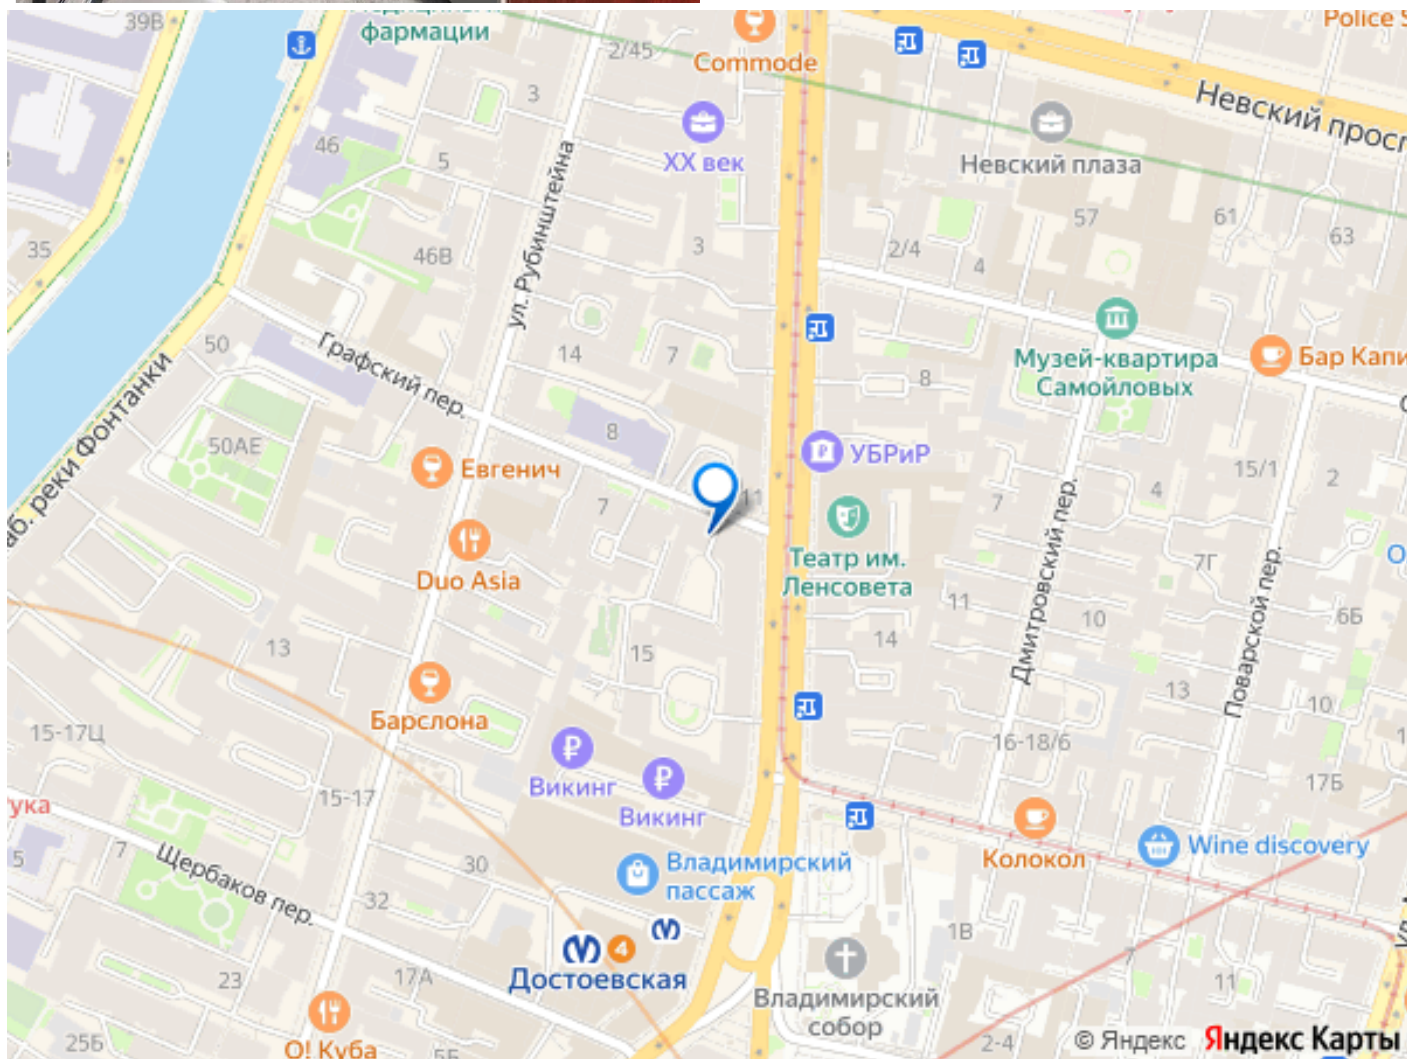 39В
фармации
2/45
Commode
Police S
Невский просп
3
XX век
Невский плаза
46
5
ул. Рубинштейна
57
61
63
35
46В
3
2/4
4
50
Графский пер.
14
7
8
Музей-квартира
Самойловых
Бар Капи
наб. реки Фонтанки
50АЕ
8
Евгенич
УБРиР
15/1
2
7
11
7
4
Duo Asia
Театр им.
Ленсовета
Дмитровский пер.
7Г
Поварской пер.
6Б
11
10
13
15
14
13
10
Барслона
15-17Ц
16-18/6
Викинг
Викинг
17Б
15-17
ука
5
7
Щербаков пер.
30
Владимирский
пассаж
Колокол
Wine discovery
32
4
Достоевская
1В
7
23
17А
11
Владимирский
собор
25Б
О! Куба
5Б
2-4
© Яндекс Яндекс Карты